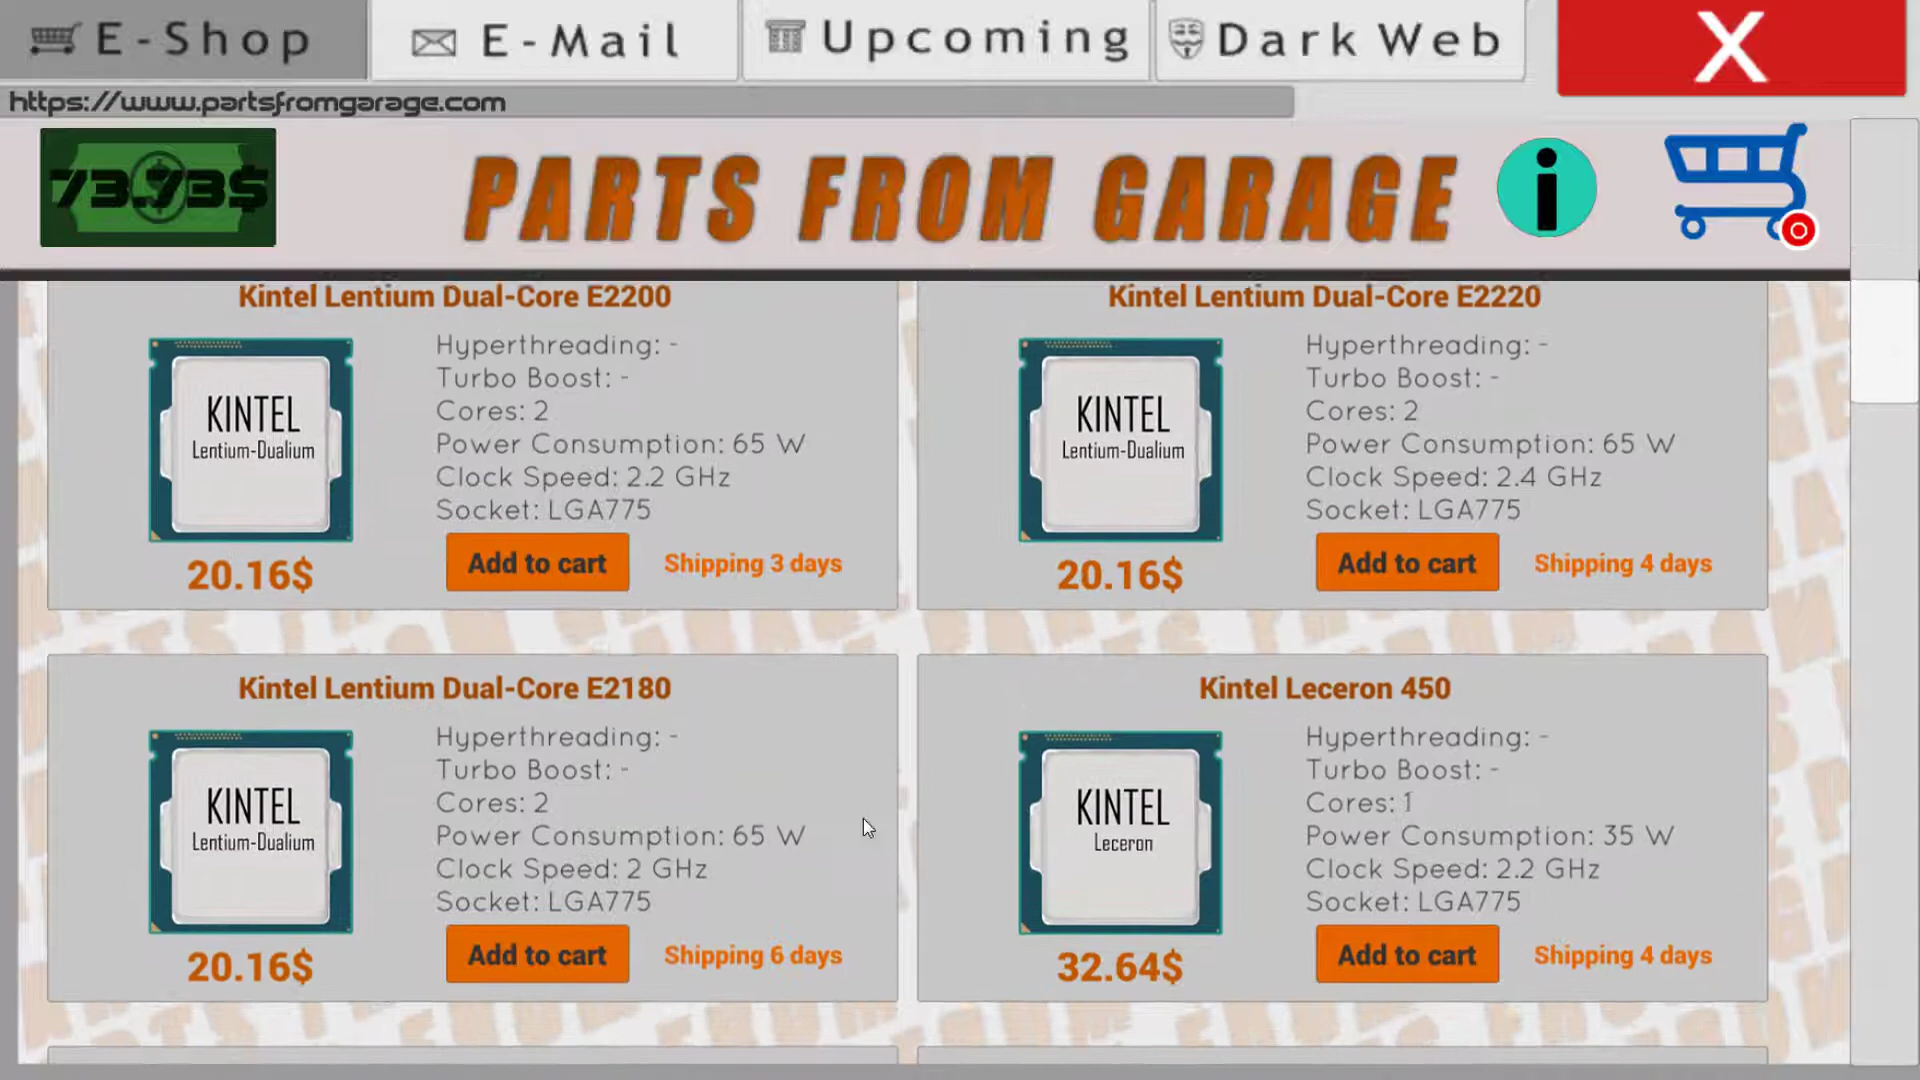 E-Shop
E-Mail
Upcoming
Dark Web
X
https://www.partsfromgarage.com
73.73$
PARTS FROM GARAGE
i
0
Kintel Lentium Dual-Core E2200
KINTEL
Lentium-Dualium
Hyperthreading: -
Turbo Boost: -
Cores: 2
Power Consumption: 65 W
Clock Speed: 2.2 GHz
Socket: LGA775
20.16$
Add to cart
Shipping 3 days
Kintel Lentium Dual-Core E2220
KINTEL
Lentium-Dualium
Hyperthreading: -
Turbo Boost: -
Cores: 2
Power Consumption: 65 W
Clock Speed: 2.4 GHz
Socket: LGA775
20.16$
Add to cart
Shipping 4 days
Kintel Lentium Dual-Core E2180
KINTEL
Lentium-Dualium
Hyperthreading: -
Turbo Boost: -
Cores: 2
Power Consumption: 65 W
Clock Speed: 2 GHz
Socket: LGA775
20.16$
Add to cart
Shipping 6 days
Kintel Leceron 450
KINTEL
Leceron
Hyperthreading: -
Turbo Boost: -
Cores: 1
Power Consumption: 35 W
Clock Speed: 2.2 GHz
Socket: LGA775
32.64$
Add to cart
Shipping 4 days